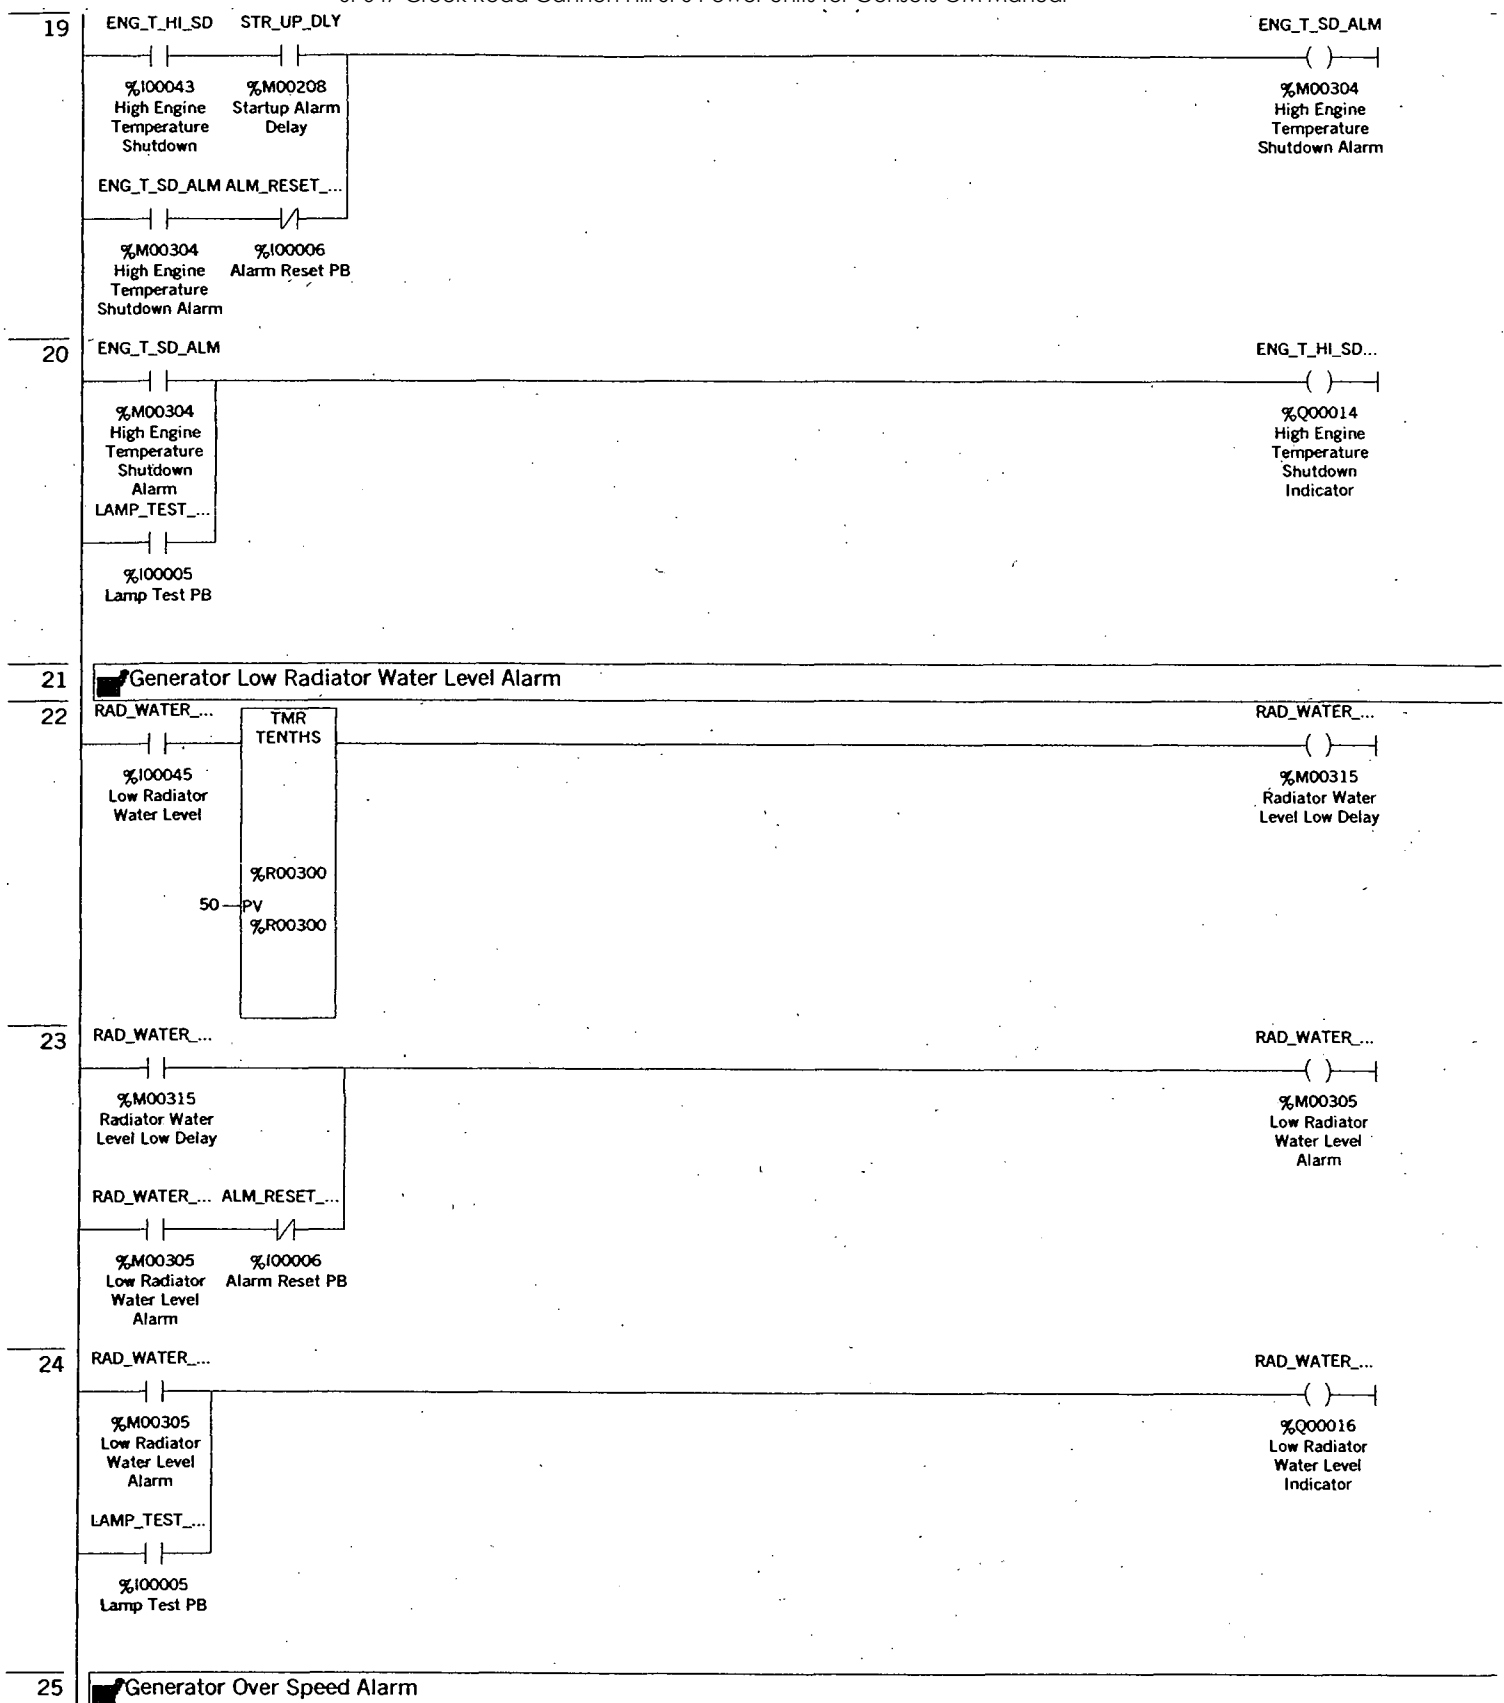 19
ENG_T_HI_SD STR_UP_DLY ENG_T_SD_ALM
%I00043 %M00208 %M00304
High Engine Startup Alarm High Engine
Temperature Delay Temperature
Shutdown Shutdown Alarm
ENG_T_SD_ALM ALM_RESET_...
%M00304 %I00006
High Engine Alarm Reset PB
Temperature
Shutdown Alarm
20
ENG_T_SD_ALM ENG_T_HI_SD...
%M00304 %Q00014
High Engine High Engine
Temperature Temperature
Shutdown Shutdown
Alarm Indicator
LAMP_TEST_...
%I00005
Lamp Test PB
21 Generator Low Radiator Water Level Alarm
22
RAD_WATER_... TMR RAD_WATER_...
TENTHS
%I00045 %M00315
Low Radiator Radiator Water
Water Level Level Low Delay
%R00300
50 PV
%R00300
23
RAD_WATER_... RAD_WATER_...
%M00315 %M00305
Radiator Water Low Radiator
Level Low Delay Water Level
Alarm
RAD_WATER_... ALM_RESET_...
%M00305 %I00006
Low Radiator Alarm Reset PB
Water Level
Alarm
24
RAD_WATER_... RAD_WATER_...
%M00305 %Q00016
Low Radiator Low Radiator
Water Level Water Level
Alarm Indicator
LAMP_TEST_...
%I00005
Lamp Test PB
25 Generator Over Speed Alarm